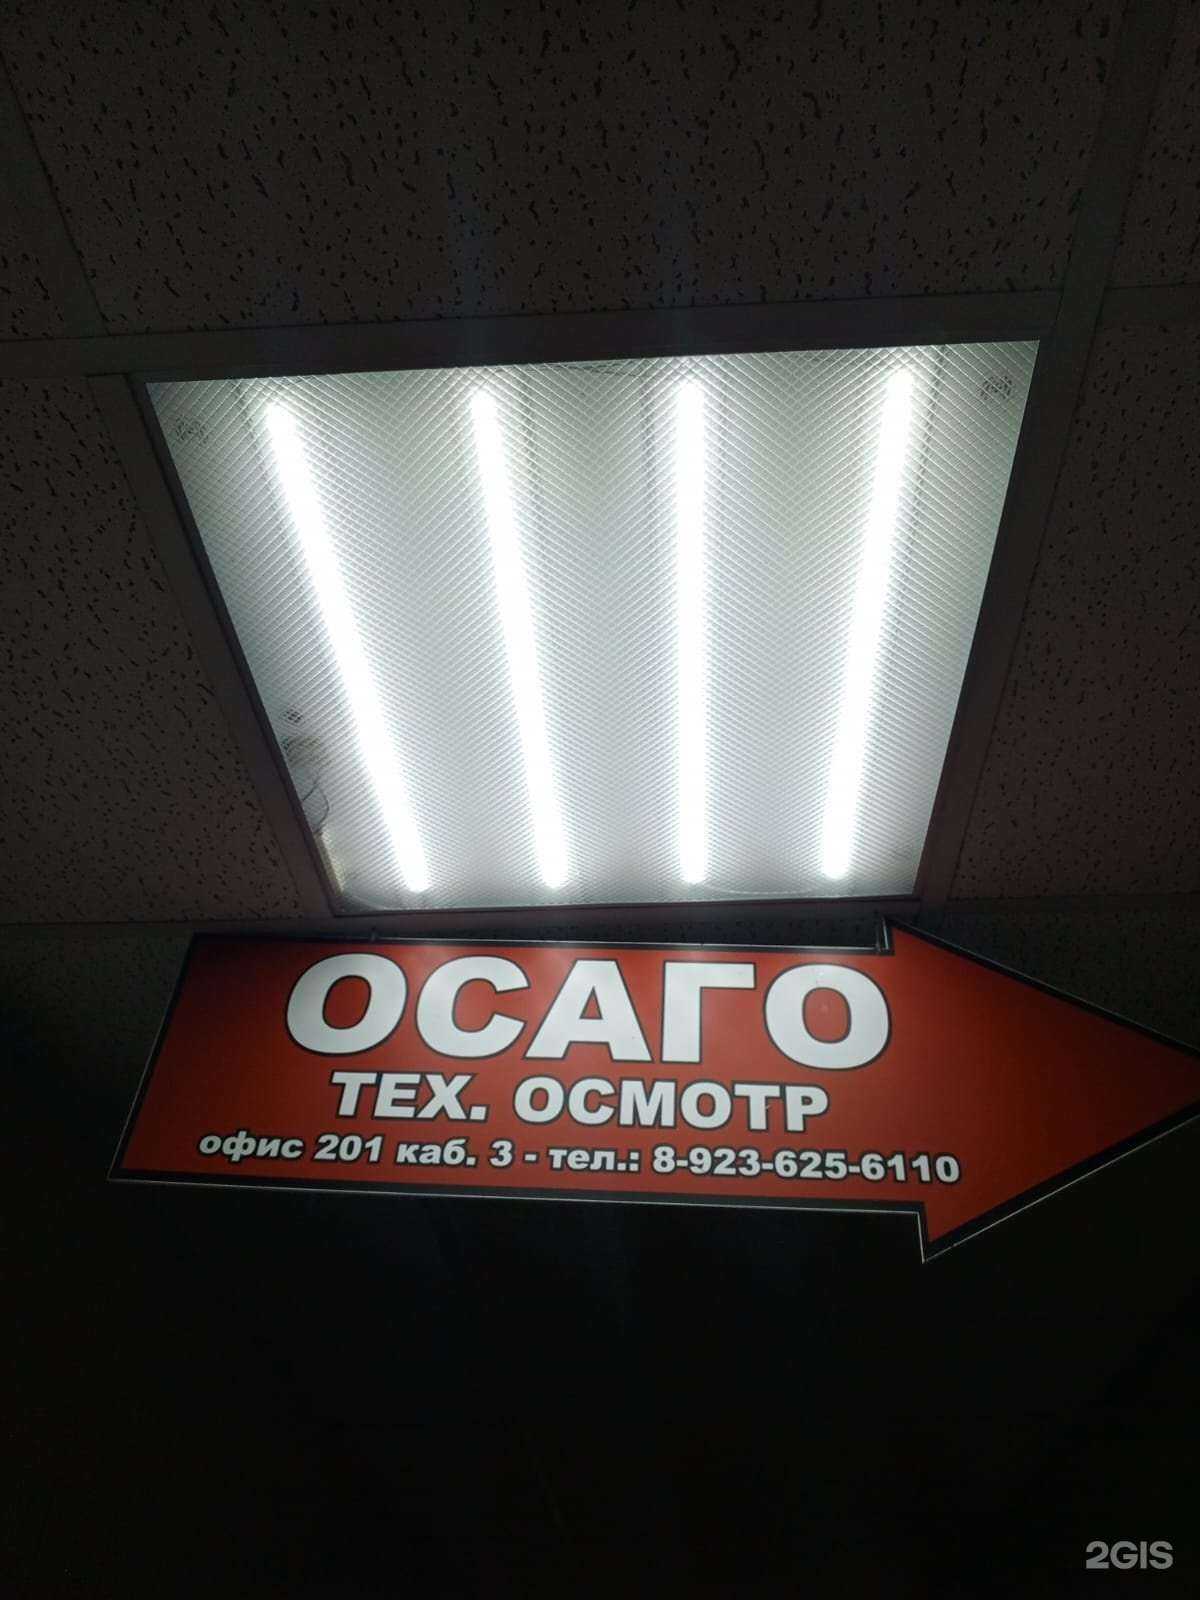 ОСАГО
ТЕХ. ОСМОТР
офис 201 каб. 3 - тел.: 8-923-625-6110
2GIS